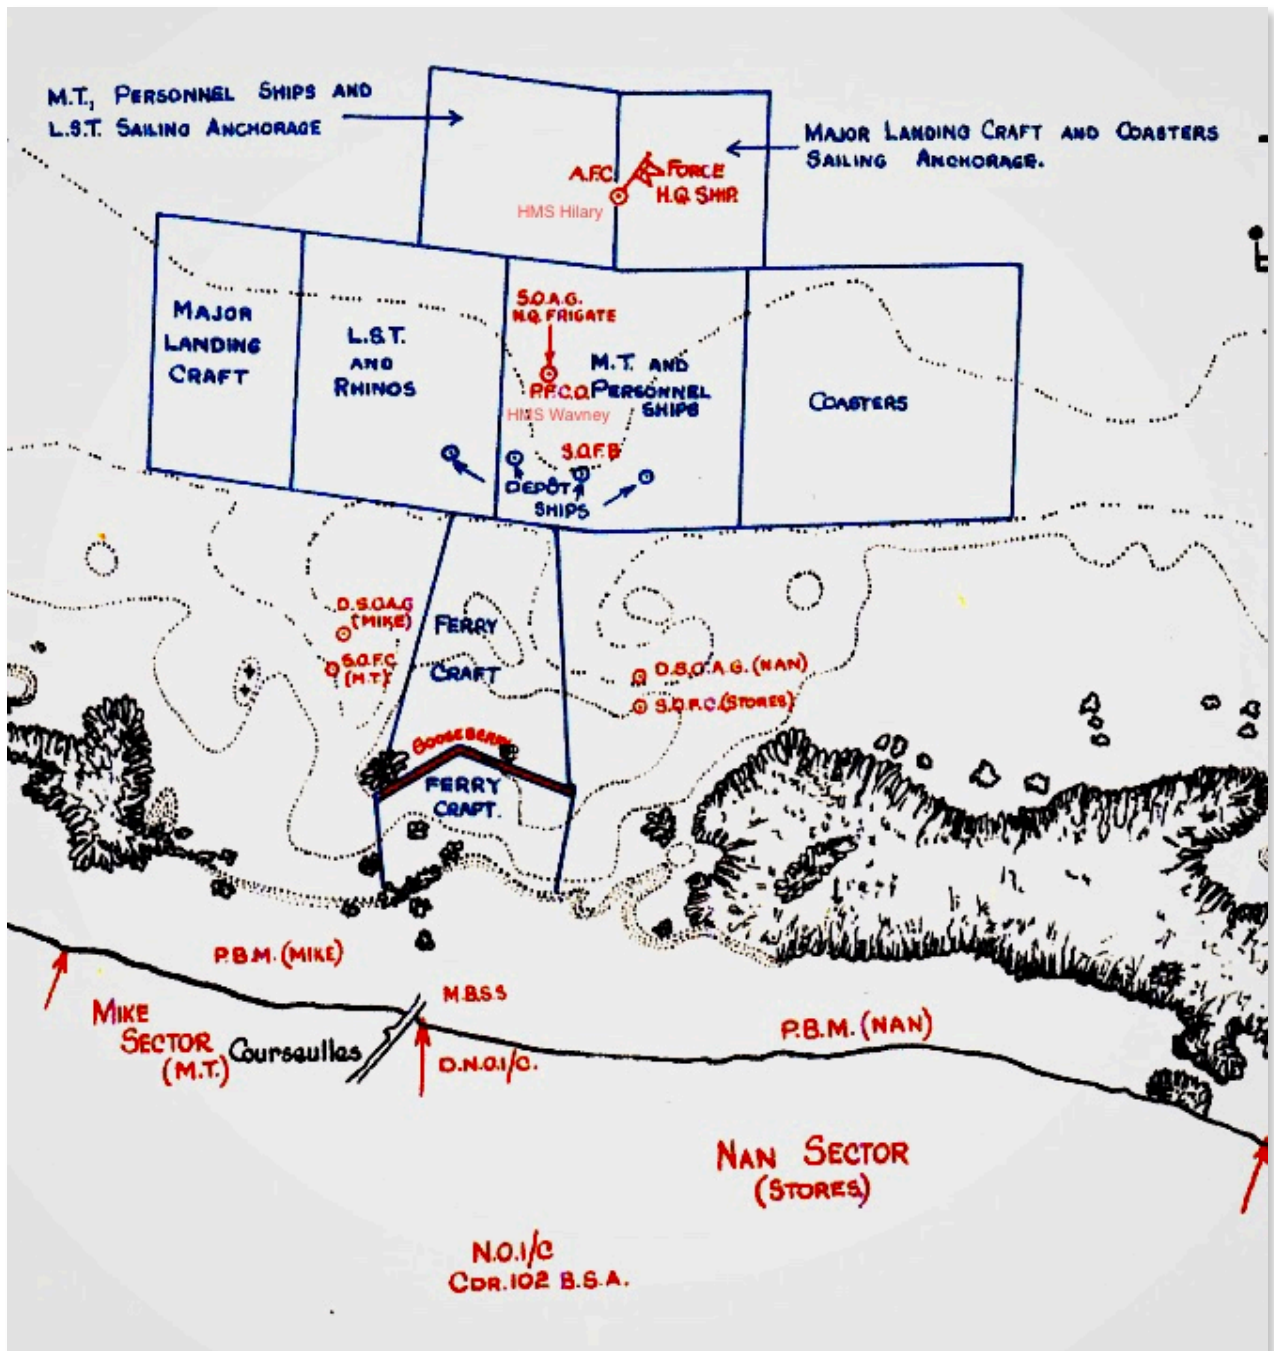 M.T., PERSONNEL SHIPS AND
L.S.T. SAILING ANCHORAGE
MAJOR LANDING CRAFT AND COASTERS
SAILING ANCHORAGE.
A.F.C.
FORCE
H.Q. SHIP.
HMS Hilary
MAJOR
LANDING
CRAFT
L.S.T.
AND
RHINOS
S.O.A.G.
N.Q. FRIGATE
P.F.C.O.
HMS Wavney
M.T. AND
PERSONNEL
SHIPS
COASTERS
S.O.F.B
DEPOT
SHIPS
D.S.O.A.G
(MIKE)
S.O.F.C
(M.T.)
FERRY
CRAFT
D.S.O.A.G. (NAN)
S.O.F.C. (STORES)
GOOSEBERRY
FERRY
CRAFT.
P.B.M. (MIKE)
M.B.S.S
MIKE
SECTOR
(M.T.)
Courseulles
D.N.O.I/C.
P.B.M. (NAN)
NAN SECTOR
(STORES)
N.O.I/C
CDR. 102 B.S.A.